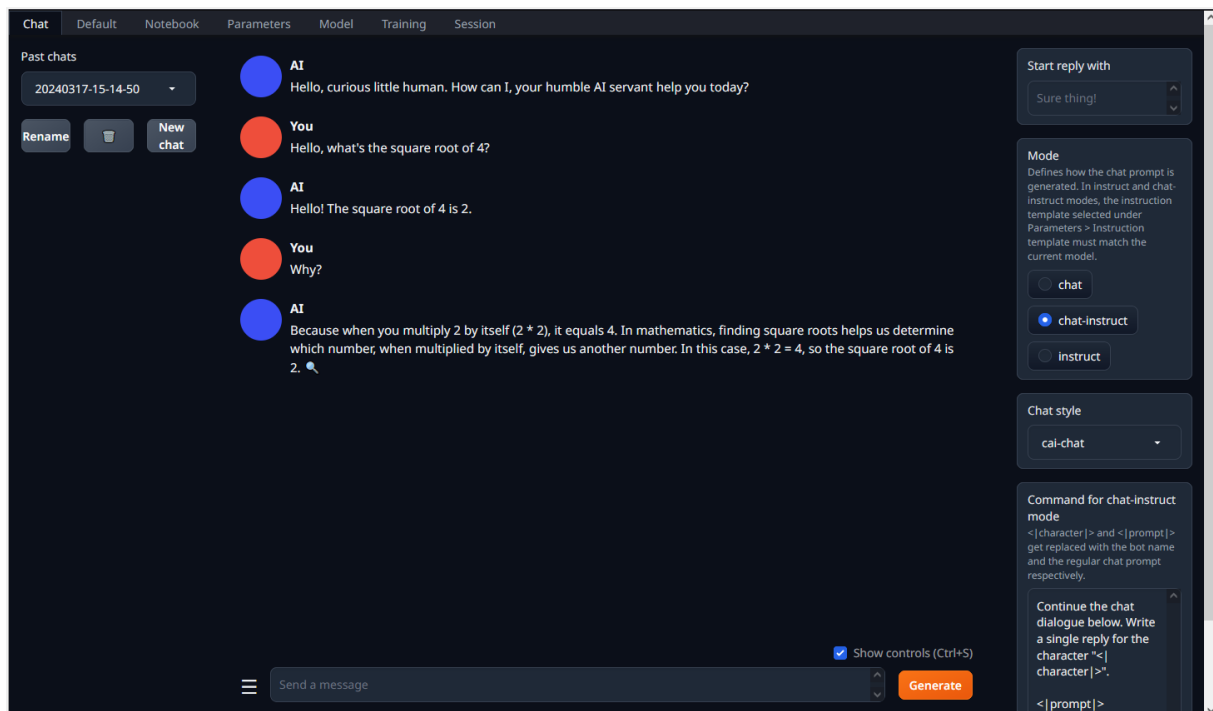 Chat Default Notebook Parameters Model Training Session
Past chats
20240317-15-14-50
Rename
New
chat
AI
Hello, curious little human. How can I, your humble AI servant help you today?
You
Hello, what's the square root of 4?
AI
Hello! The square root of 4 is 2.
You
Why?
AI
Because when you multiply 2 by itself (2 * 2), it equals 4. In mathematics, finding square roots helps us determine
which number, when multiplied by itself, gives us another number. In this case, 2 * 2 = 4, so the square root of 4 is
2. 🔍
Show controls (Ctrl+S)
Send a message
Generate
Start reply with
Sure thing!
Mode
Defines how the chat prompt is
generated. In instruct and chat-
instruct modes, the instruction
template selected under
Parameters > Instruction
template must match the
current model.
chat
chat-instruct
instruct
Chat style
cai-chat
Command for chat-instruct
mode
<|character|> and <|prompt|>
get replaced with the bot name
and the regular chat prompt
respectively.
Continue the chat
dialogue below. Write
a single reply for the
character "<|
character|>".
<|prompt|>